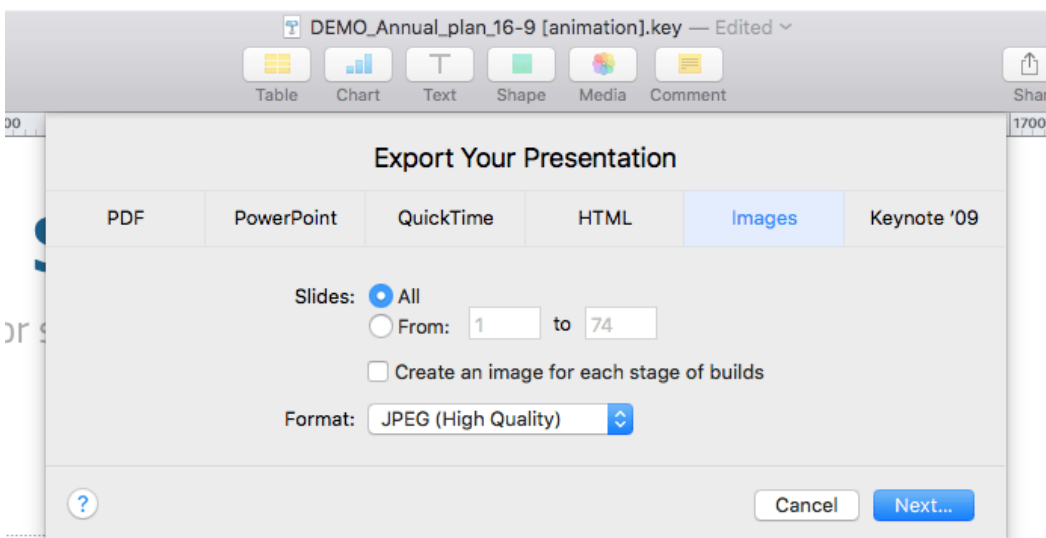 DEMO_Annual_plan_16-9 [animation].key — Edited
Table Chart Text Shape Media Comment
1700
Export Your Presentation
PDF PowerPoint QuickTime HTML Images Keynote '09
Slides: All
From: 1 to 74
Create an image for each stage of builds
Format: JPEG (High Quality)
? Cancel Next...